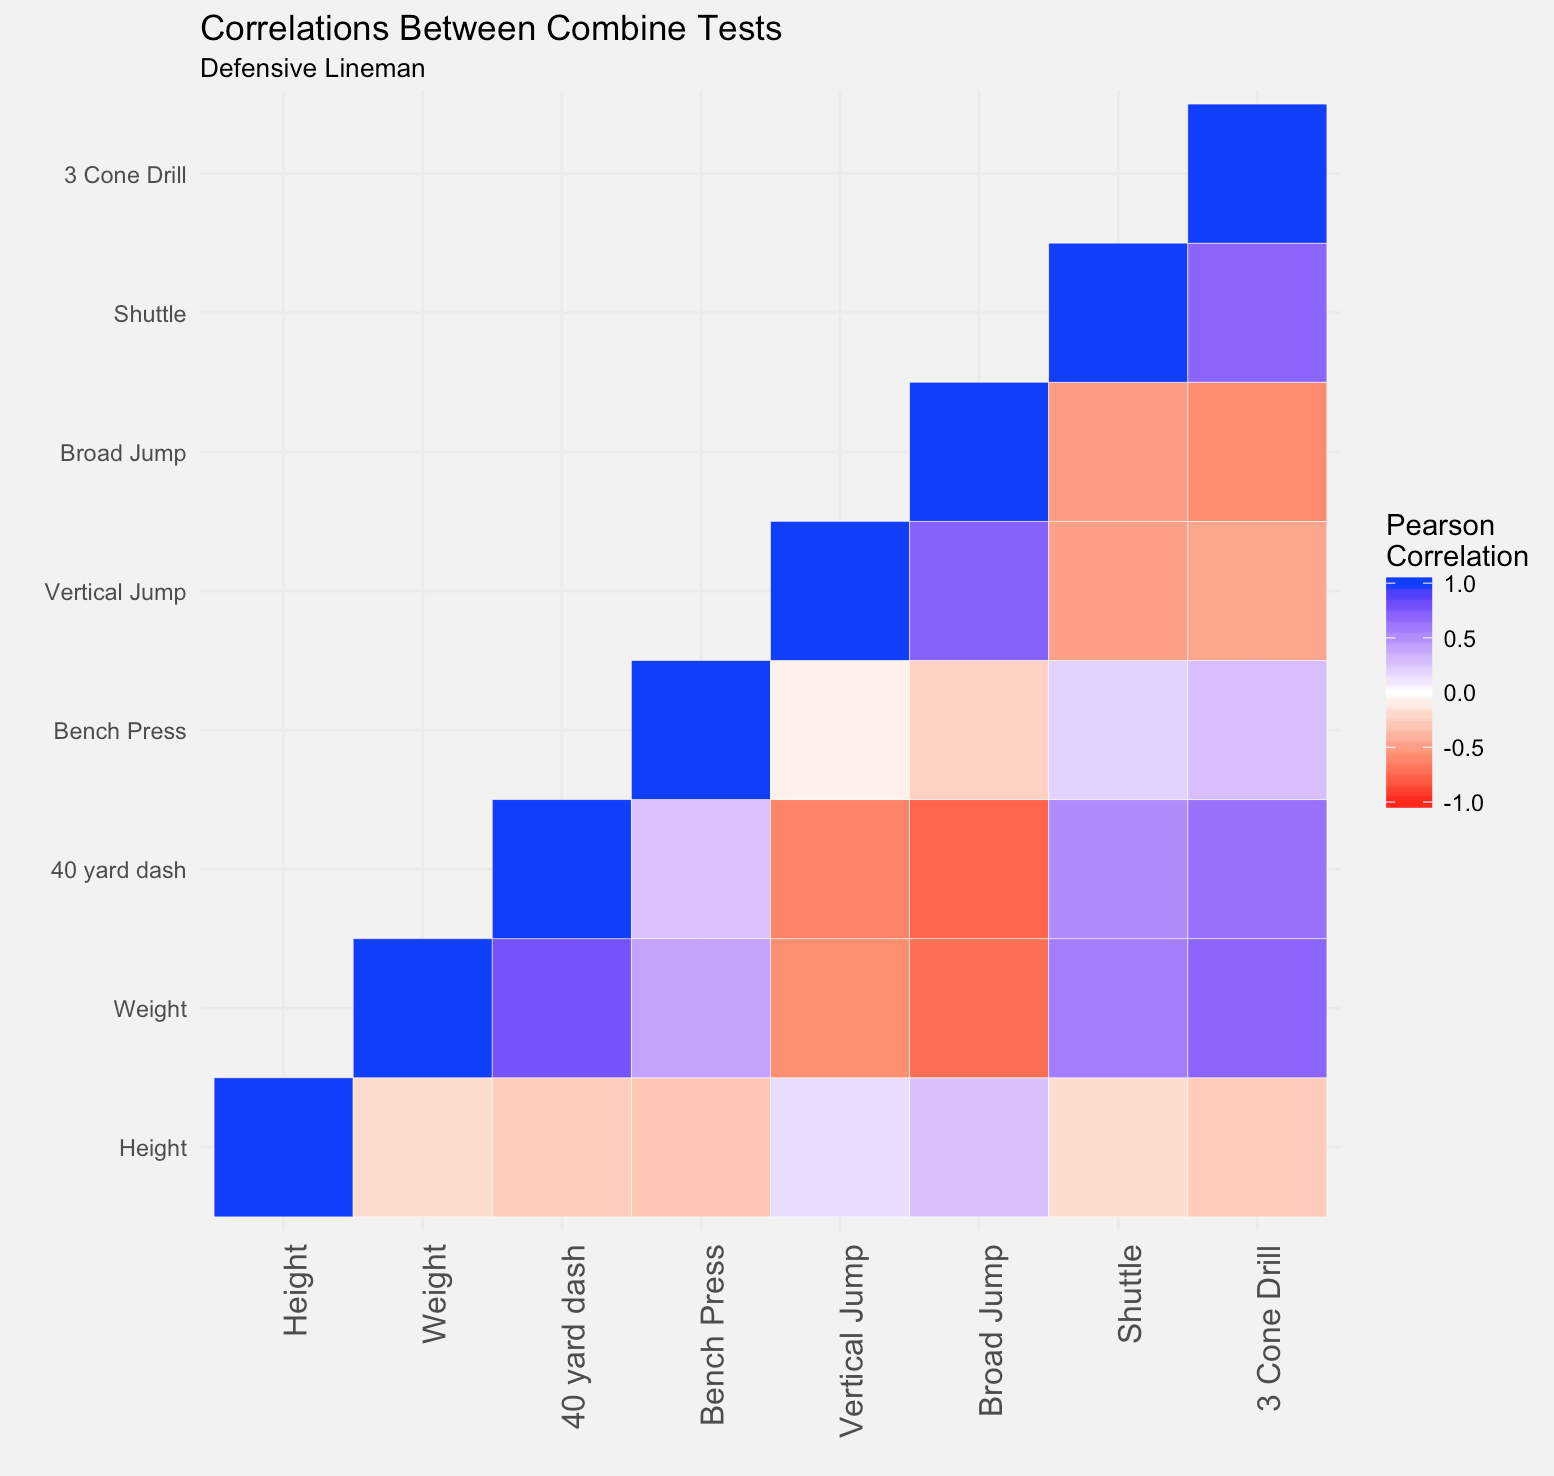 Correlations Between Combine Tests
Defensive Lineman
3 Cone Drill
Shuttle
Broad Jump
Vertical Jump
Bench Press
40 yard dash
Weight
Height
Height
Weight
40 yard dash
Bench Press
Vertical Jump
Broad Jump
Shuttle
3 Cone Drill
Pearson
Correlation
1.0
0.5
0.0
-0.5
-1.0